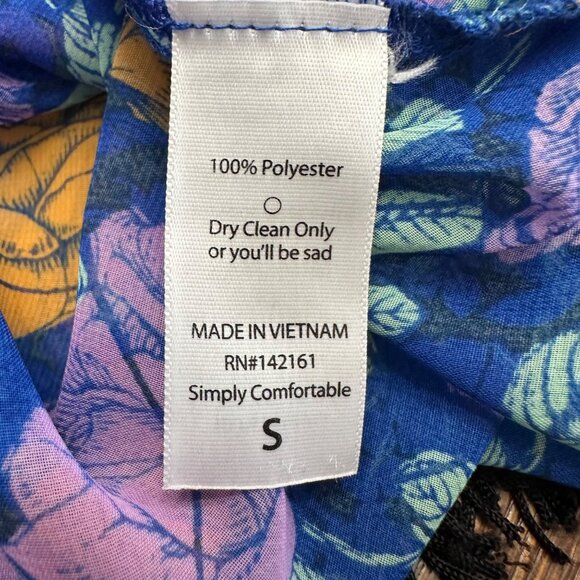 100% Polyester
Dry Clean Only
or you'll be sad
MADE IN VIETNAM
RN#142161
Simply Comfortable
S